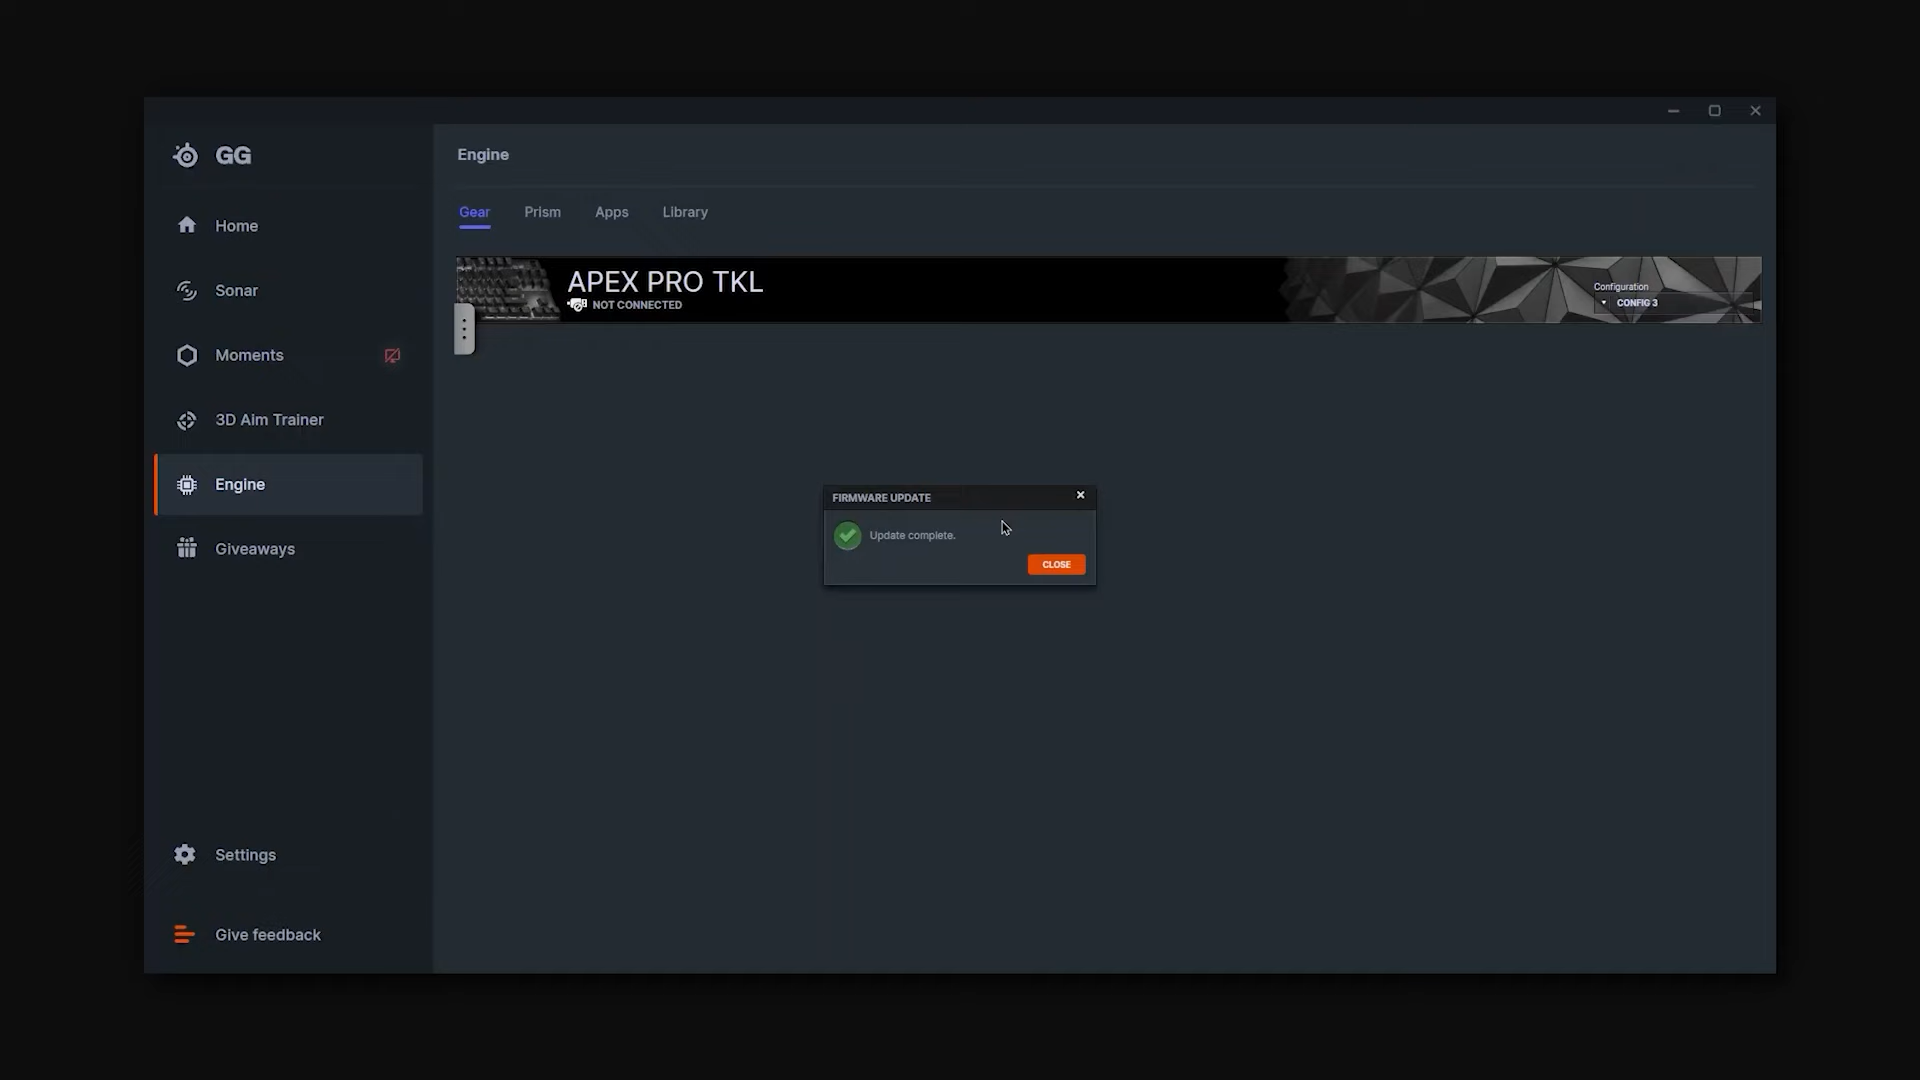 GG
Home
Sonar
Moments
3D Aim Trainer
Engine
Giveaways
Settings
Give feedback
Engine
Gear Prism Apps Library
APEX PRO TKL
NOT CONNECTED
Configuration
CONFIG 3
FIRMWARE UPDATE
Update complete.
CLOSE